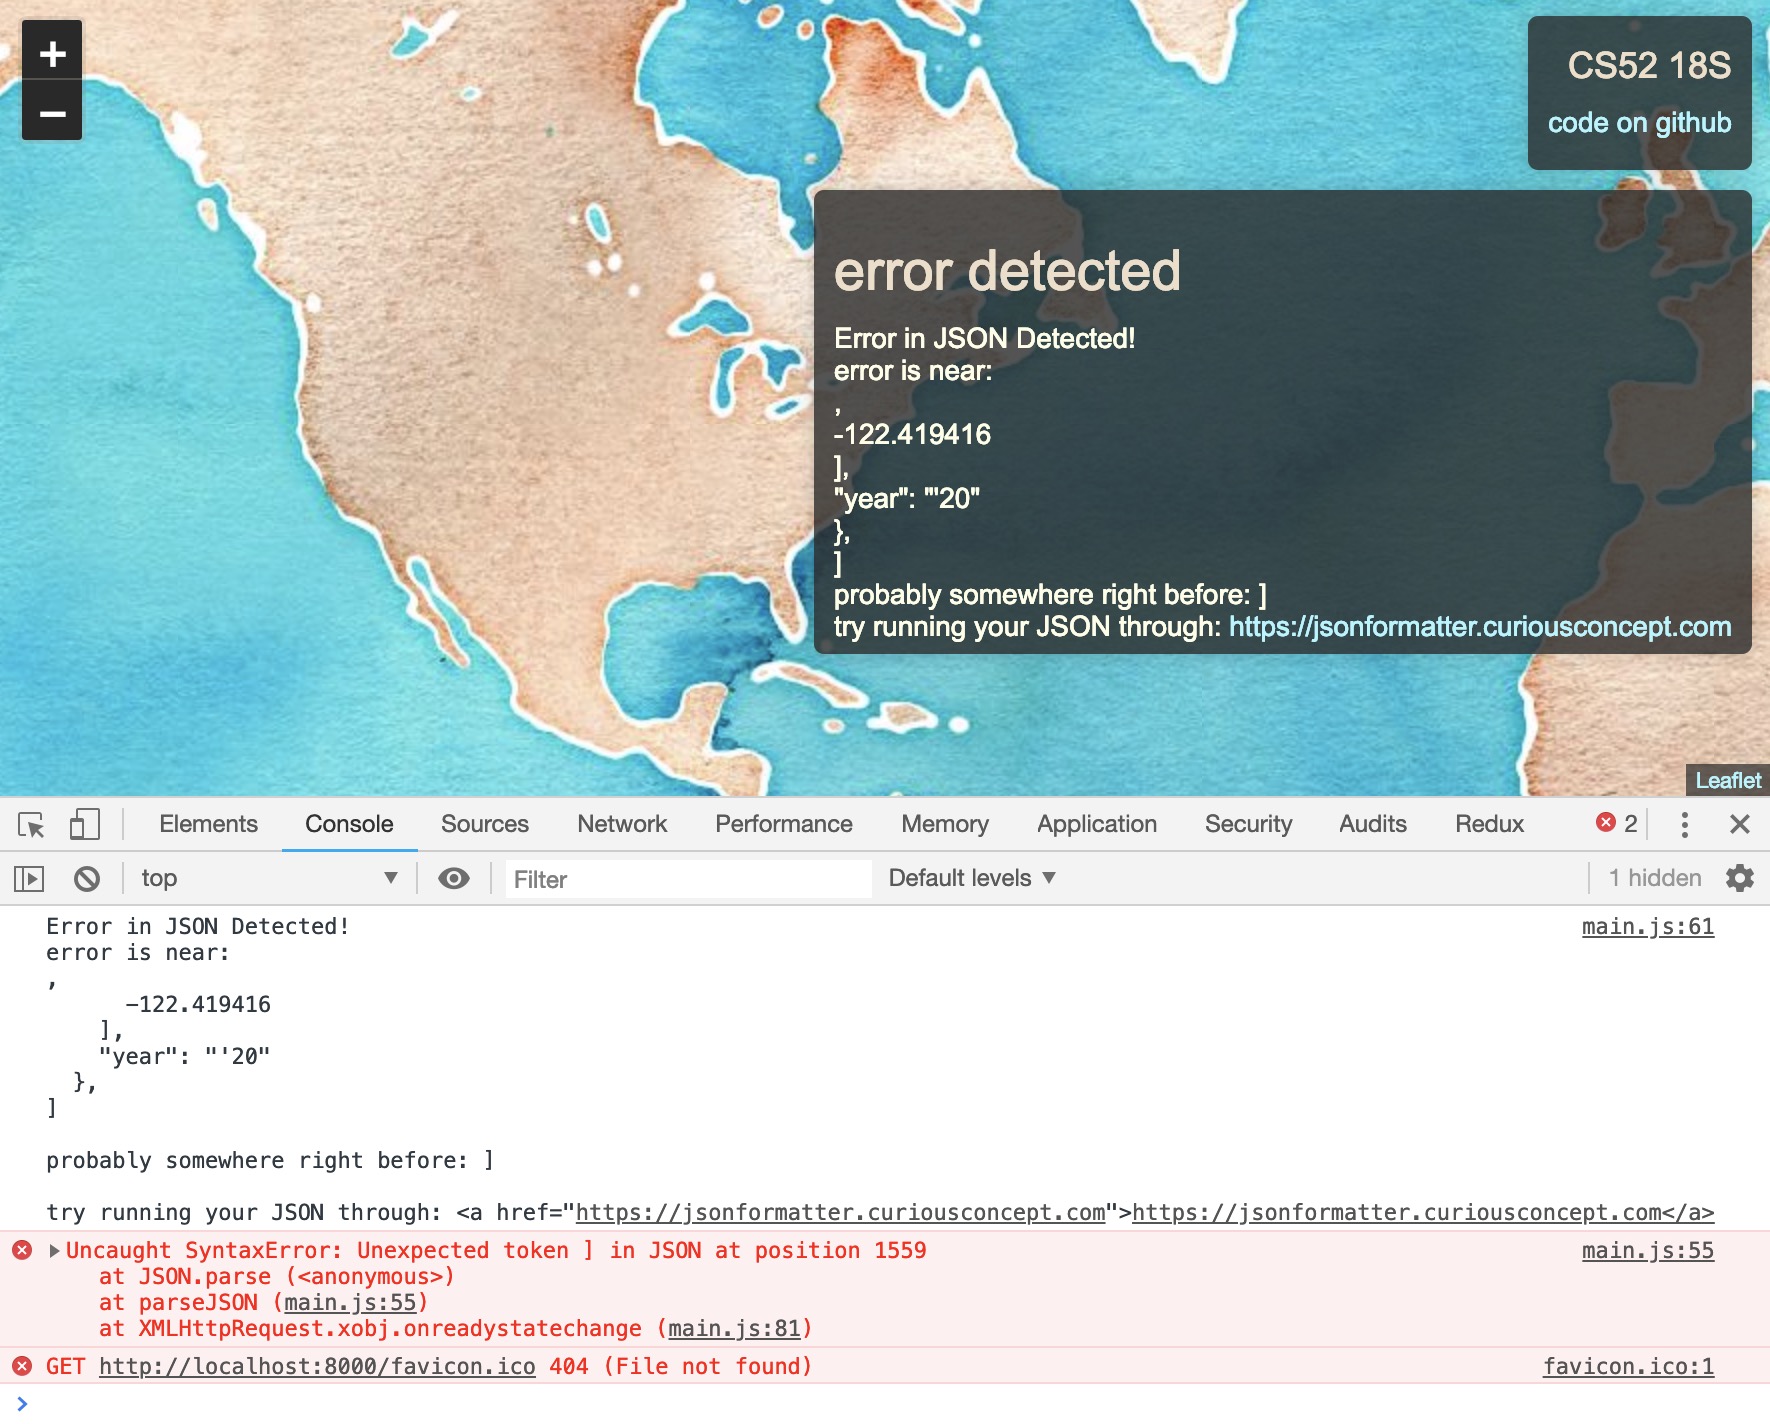 +
−
CS52 18S
code on github
error detected
Error in JSON Detected!
error is near:
,
-122.419416
],
"year": "'20"
},
]
probably somewhere right before: ]
try running your JSON through: https://jsonformatter.curiousconcept.com
Leaflet
Elements Console Sources Network Performance Memory Application Security Audits Redux 2
top Filter Default levels 1 hidden
Error in JSON Detected! main.js:61
error is near:
,
-122.419416
],
"year": "'20"
},
]
probably somewhere right before: ]
try running your JSON through: <a href="https://jsonformatter.curiousconcept.com">https://jsonformatter.curiousconcept.com</a>
Uncaught SyntaxError: Unexpected token ] in JSON at position 1559 main.js:55
at JSON.parse (<anonymous>)
at parseJSON (main.js:55)
at XMLHttpRequest.xobj.onreadystatechange (main.js:81)
GET http://localhost:8000/favicon.ico 404 (File not found) favicon.ico:1
>